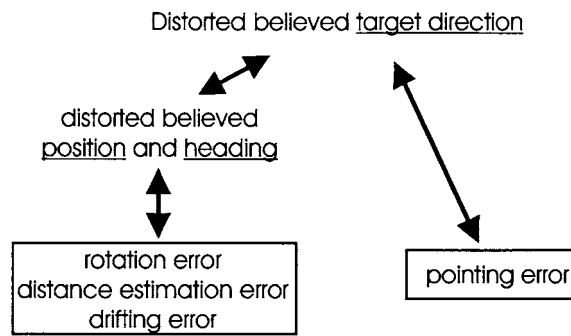 Distorted believed target direction
distorted believed
position and heading
rotation error
distance estimation error
drifting error
pointing error